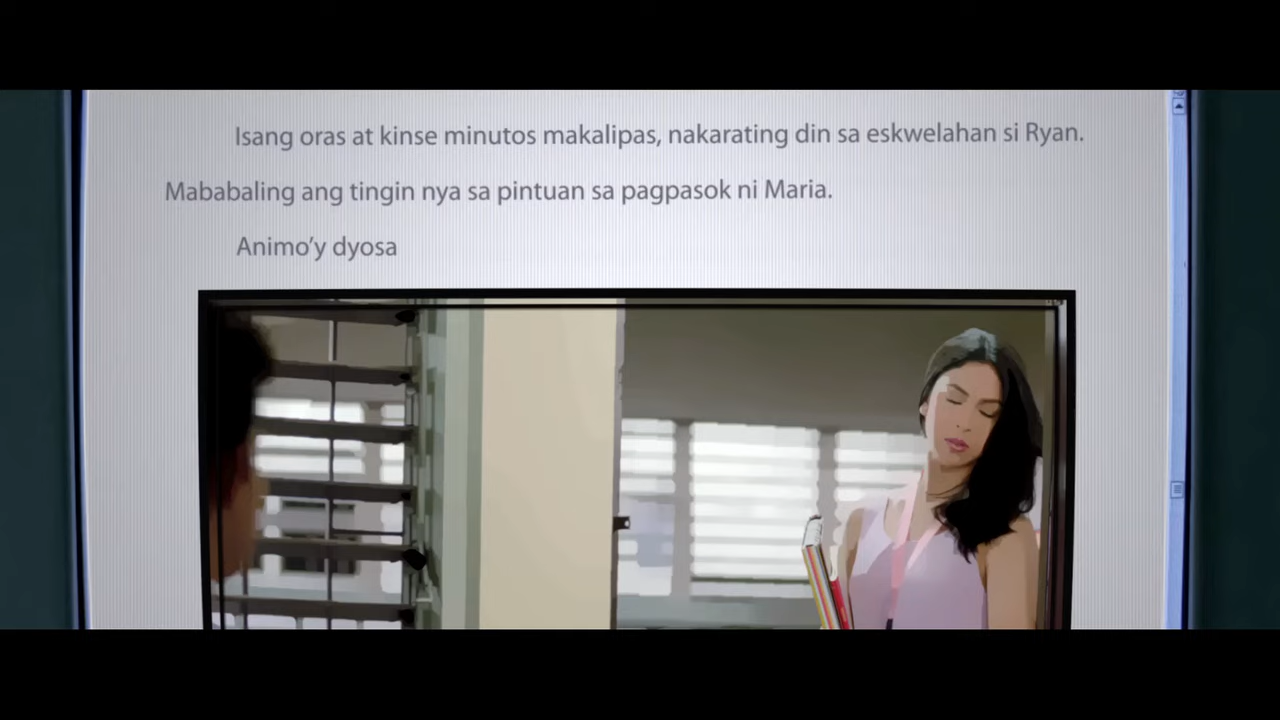 Isang oras at kinse minutos makalipas, nakarating din sa eskwelahan si Ryan.
Mababaling ang tingin nya sa pintuan sa pagpasok ni Maria.
Animo'y dyosa